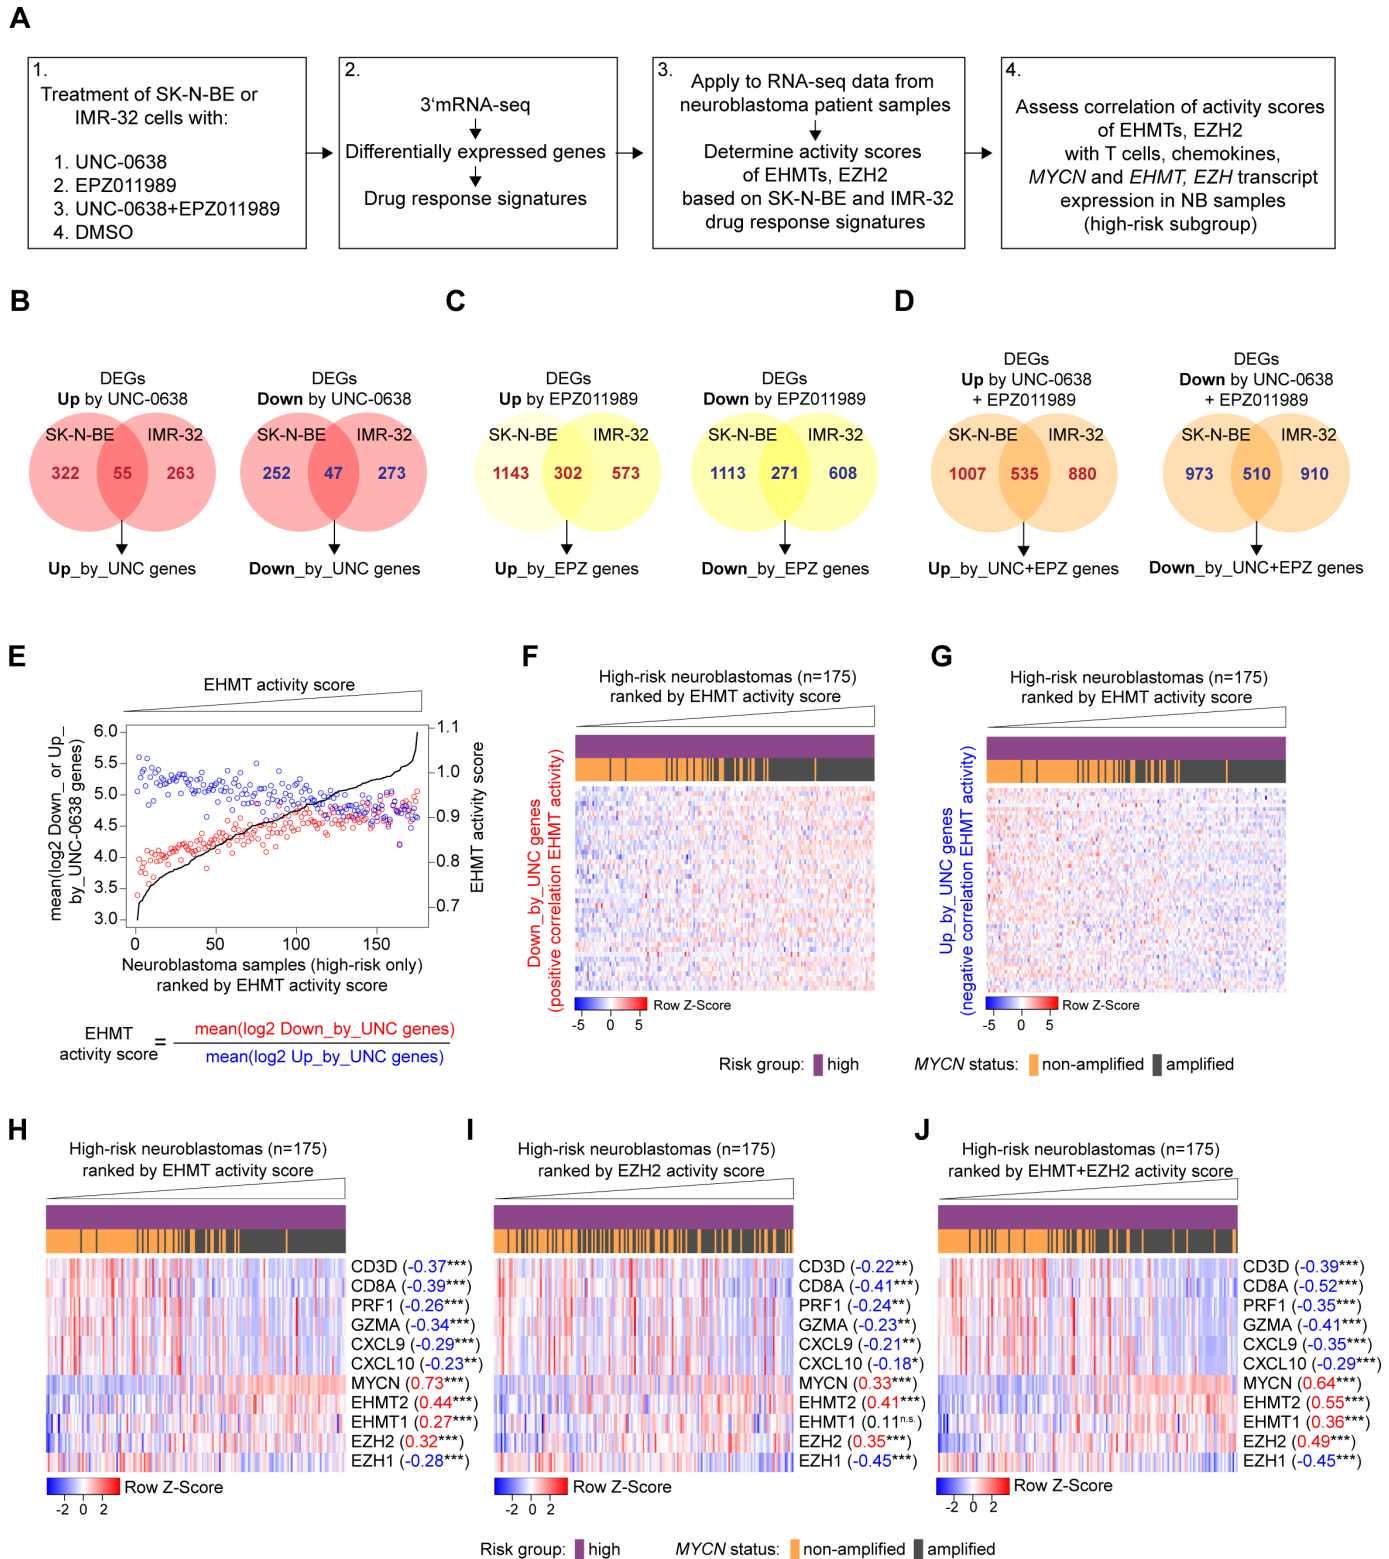 A
1.
Treatment of SK-N-BE or
IMR-32 cells with:
1. UNC-0638
2. EPZ011989
3. UNC-0638+EPZ011989
4. DMSO
2.
3‘mRNA-seq
Differentially expressed genes
Drug response signatures
3.
Apply to RNA-seq data from
neuroblastoma patient samples
Determine activity scores
of EHMTs, EZH2
based on SK-N-BE and IMR-32
drug response signatures
4.
Assess correlation of activity scores
of EHMTs, EZH2
with T cells, chemokines,
MYCN and EHMT, EZH transcript
expression in NB samples
(high-risk subgroup)
B
DEGs
Up by UNC-0638
SK-N-BE IMR-32
322 55 263
Up_by_UNC genes
DEGs
Down by UNC-0638
SK-N-BE IMR-32
252 47 273
Down_by_UNC genes
C
DEGs
Up by EPZ011989
SK-N-BE IMR-32
1143 302 573
Up_by_EPZ genes
DEGs
Down by EPZ011989
SK-N-BE IMR-32
1113 271 608
Down_by_EPZ genes
D
DEGs
Up by UNC-0638
+ EPZ011989
SK-N-BE IMR-32
1007 535 880
Up_by_UNC+EPZ genes
DEGs
Down by UNC-0638
+ EPZ011989
SK-N-BE IMR-32
973 510 910
Down_by_UNC+EPZ genes
E
EHMT activity score
mean(log2 Down_ or Up_
by_UNC-0638 genes)
6.0
5.5
5.0
4.5
4.0
3.5
3.0
1.1
1.0
0.9
0.8
0.7
EHMT activity score
0 50 100 150
Neuroblastoma samples (high-risk only)
ranked by EHMT activity score
EHMT
activity score
=
mean(log2 Down_by_UNC genes)
mean(log2 Up_by_UNC genes)
F
High-risk neuroblastomas (n=175)
ranked by EHMT activity score
Down_by_UNC genes
(positive correlation EHMT activity)
Row Z-Score
-5 0 5
G
High-risk neuroblastomas (n=175)
ranked by EHMT activity score
Up_by_UNC genes
(negative correlation EHMT activity)
Row Z-Score
-5 0 5
Risk group: high MYCN status: non-amplified amplified
H
High-risk neuroblastomas (n=175)
ranked by EHMT activity score
CD3D (-0.37***)
CD8A (-0.39***)
PRF1 (-0.26***)
GZMA (-0.34***)
CXCL9 (-0.29***)
CXCL10 (-0.23**)
MYCN (0.73***)
EHMT2 (0.44***)
EHMT1 (0.27***)
EZH2 (0.32***)
EZH1 (-0.28***)
Row Z-Score
-2 0 2
I
High-risk neuroblastomas (n=175)
ranked by EZH2 activity score
CD3D (-0.22**)
CD8A (-0.41***)
PRF1 (-0.24**)
GZMA (-0.23**)
CXCL9 (-0.21**)
CXCL10 (-0.18*)
MYCN (0.33***)
EHMT2 (0.41***)
EHMT1 (0.11n.s.)
EZH2 (0.35***)
EZH1 (-0.45***)
Row Z-Score
-2 0 2
J
High-risk neuroblastomas (n=175)
ranked by EHMT+EZH2 activity score
CD3D (-0.39***)
CD8A (-0.52***)
PRF1 (-0.35***)
GZMA (-0.41***)
CXCL9 (-0.35***)
CXCL10 (-0.29***)
MYCN (0.64***)
EHMT2 (0.55***)
EHMT1 (0.36***)
EZH2 (0.49***)
EZH1 (-0.45***)
Row Z-Score
-2 0 2
Risk group: high MYCN status: non-amplified amplified